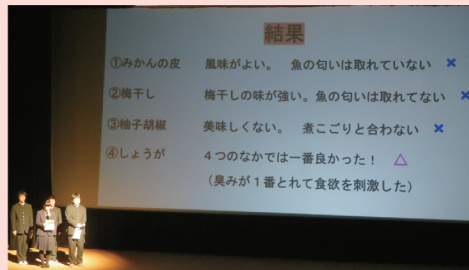 結果
①みかんの皮 風味がよい。 魚の匂いは取れていない ×
②梅干し 梅干しの味が強い。魚の匂いは取れてない ×
③柚子胡椒 美味しくない。 煮こごりと合わない ×
④しょうが 4つのなかでは一番良かった! △
(臭みが1番とれて食欲を刺激した)